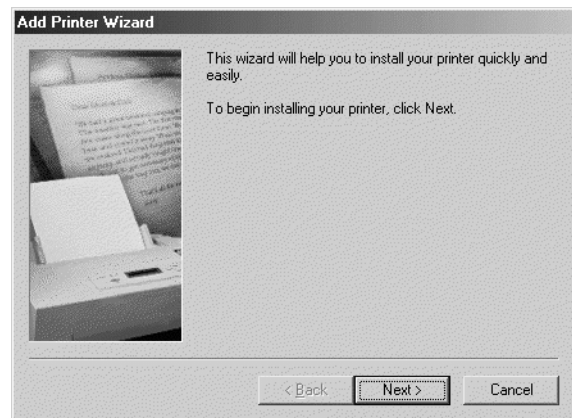 Add Printer Wizard
This wizard will help you to install your printer quickly and
easily.
To begin installing your printer, click Next.
< Back
Next >
Cancel